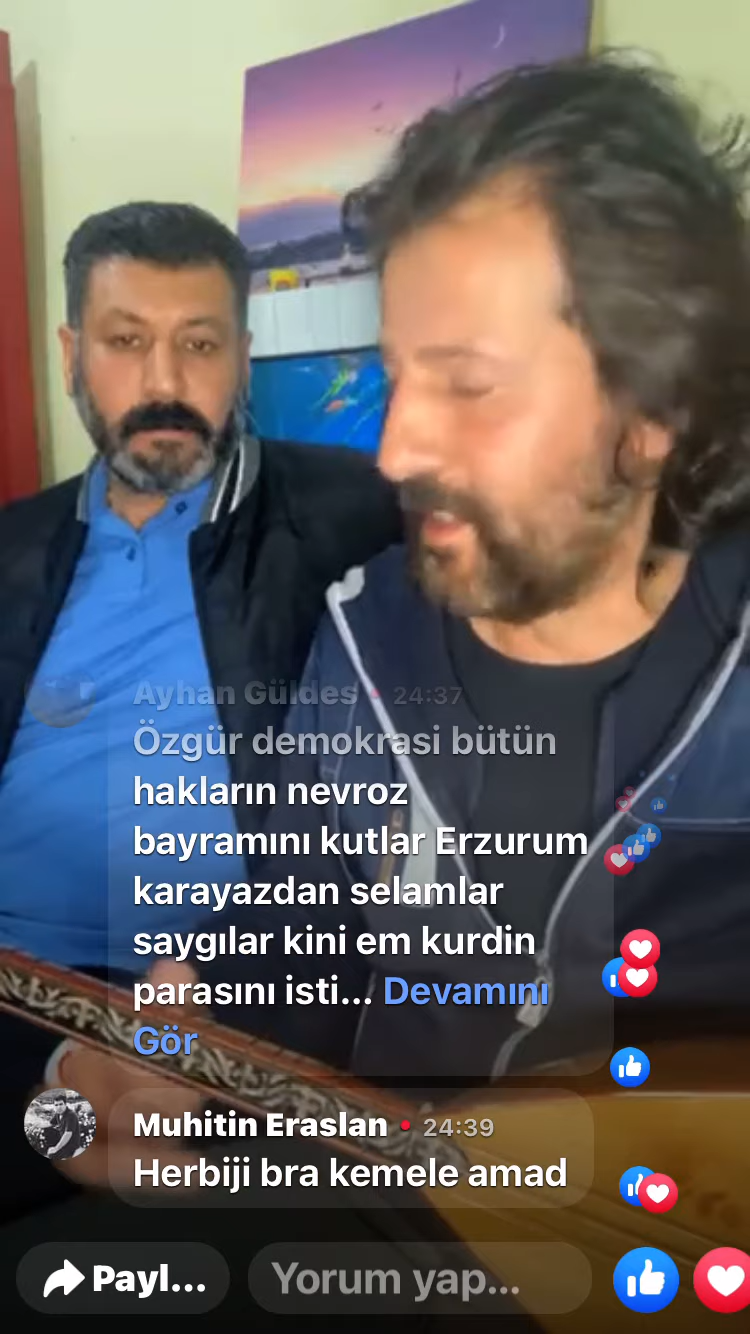 Ayhan Güldeş • 24:37
Özgür demokrasi bütün
hakların nevroz
bayramını kutlar Erzurum
karayazdan selamlar
saygılar kini em kurdin
parasını isti... Devamını
Gör
Muhitin Eraslan • 24:39
Herbiji bra kemele amad
Payl...
Yorum yap...